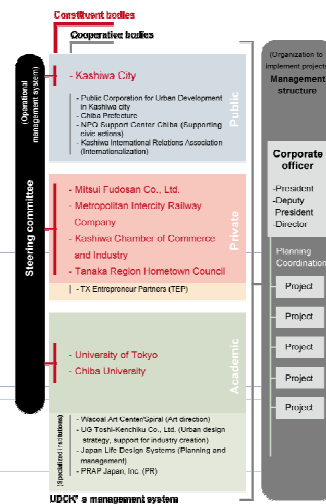 Constituent bodies
Cooperative bodies
(Operational
management system)
Steering committee
- Kashiwa City
- Public Corporation for Urban Development
in Kashiwa city
- Chiba Prefecture
- NPO Support Center Chiba (Supporting
civic actions)
- Kashiwa International Relations Association
(Internationalization)
Public
- Mitsui Fudosan Co., Ltd.
- Metropolitan Intercity Railway
Company
- Kashiwa Chamber of Commerce
and Industry
- Tanaka Region Hometown Council
- TX Entrepreneur Partners (TEP)
Private
- University of Tokyo
- Chiba University
Academic
(Specialized institutions)
- Wacoal Art Center/Spiral (Art direction)
- UG Toshi-Kenchiku Co., Ltd. (Urban design
strategy, support for industry creation)
- Japan Life Design Systems (Planning and
management)
- PRAP Japan, Inc. (PR)
(Organization to
implement projects)
Management
structure
Corporate
officer
-President
-Deputy
President
-Director
Planning
Coordination
Project
Project
Project
Project
Project
UDCK's management system